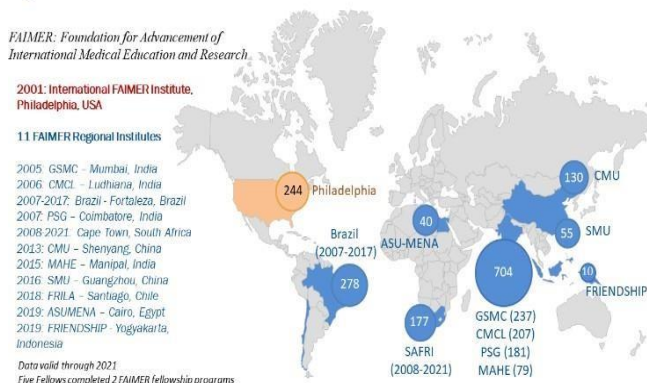 FAIMER: Foundation for Advancement of
International Medical Education and Research
2001: International FAIMER Institute,
Philadelphia, USA
11 FAIMER Regional Institutes
2005: GSMC – Mumbai, India
2006: CMCL – Ludhiana, India
2007-2017: Brazil - Fortaleza, Brazil
2007: PSG – Coimbatore, India
2008-2021: Cape Town, South Africa
2013: CMU – Shenyang, China
2015: MAHE – Manipal, India
2016: SMU – Guangzhou, China
2018: FRILA – Santiago, Chile
2019: ASUMENA – Cairo, Egypt
2019: FRIENDSHIP - Yogyakarta,
Indonesia
Data valid through 2021
Five Fellows completed 2 FAIMER fellowship programs
244 Philadelphia
Brazil
(2007-2017)
278
40
ASU-MENA
177
SAFRI
(2008-2021)
130 CMU
55
SMU
704
10
FRIENDSHIP
GSMC (237)
CMCL (207)
PSG (181)
MAHE (79)